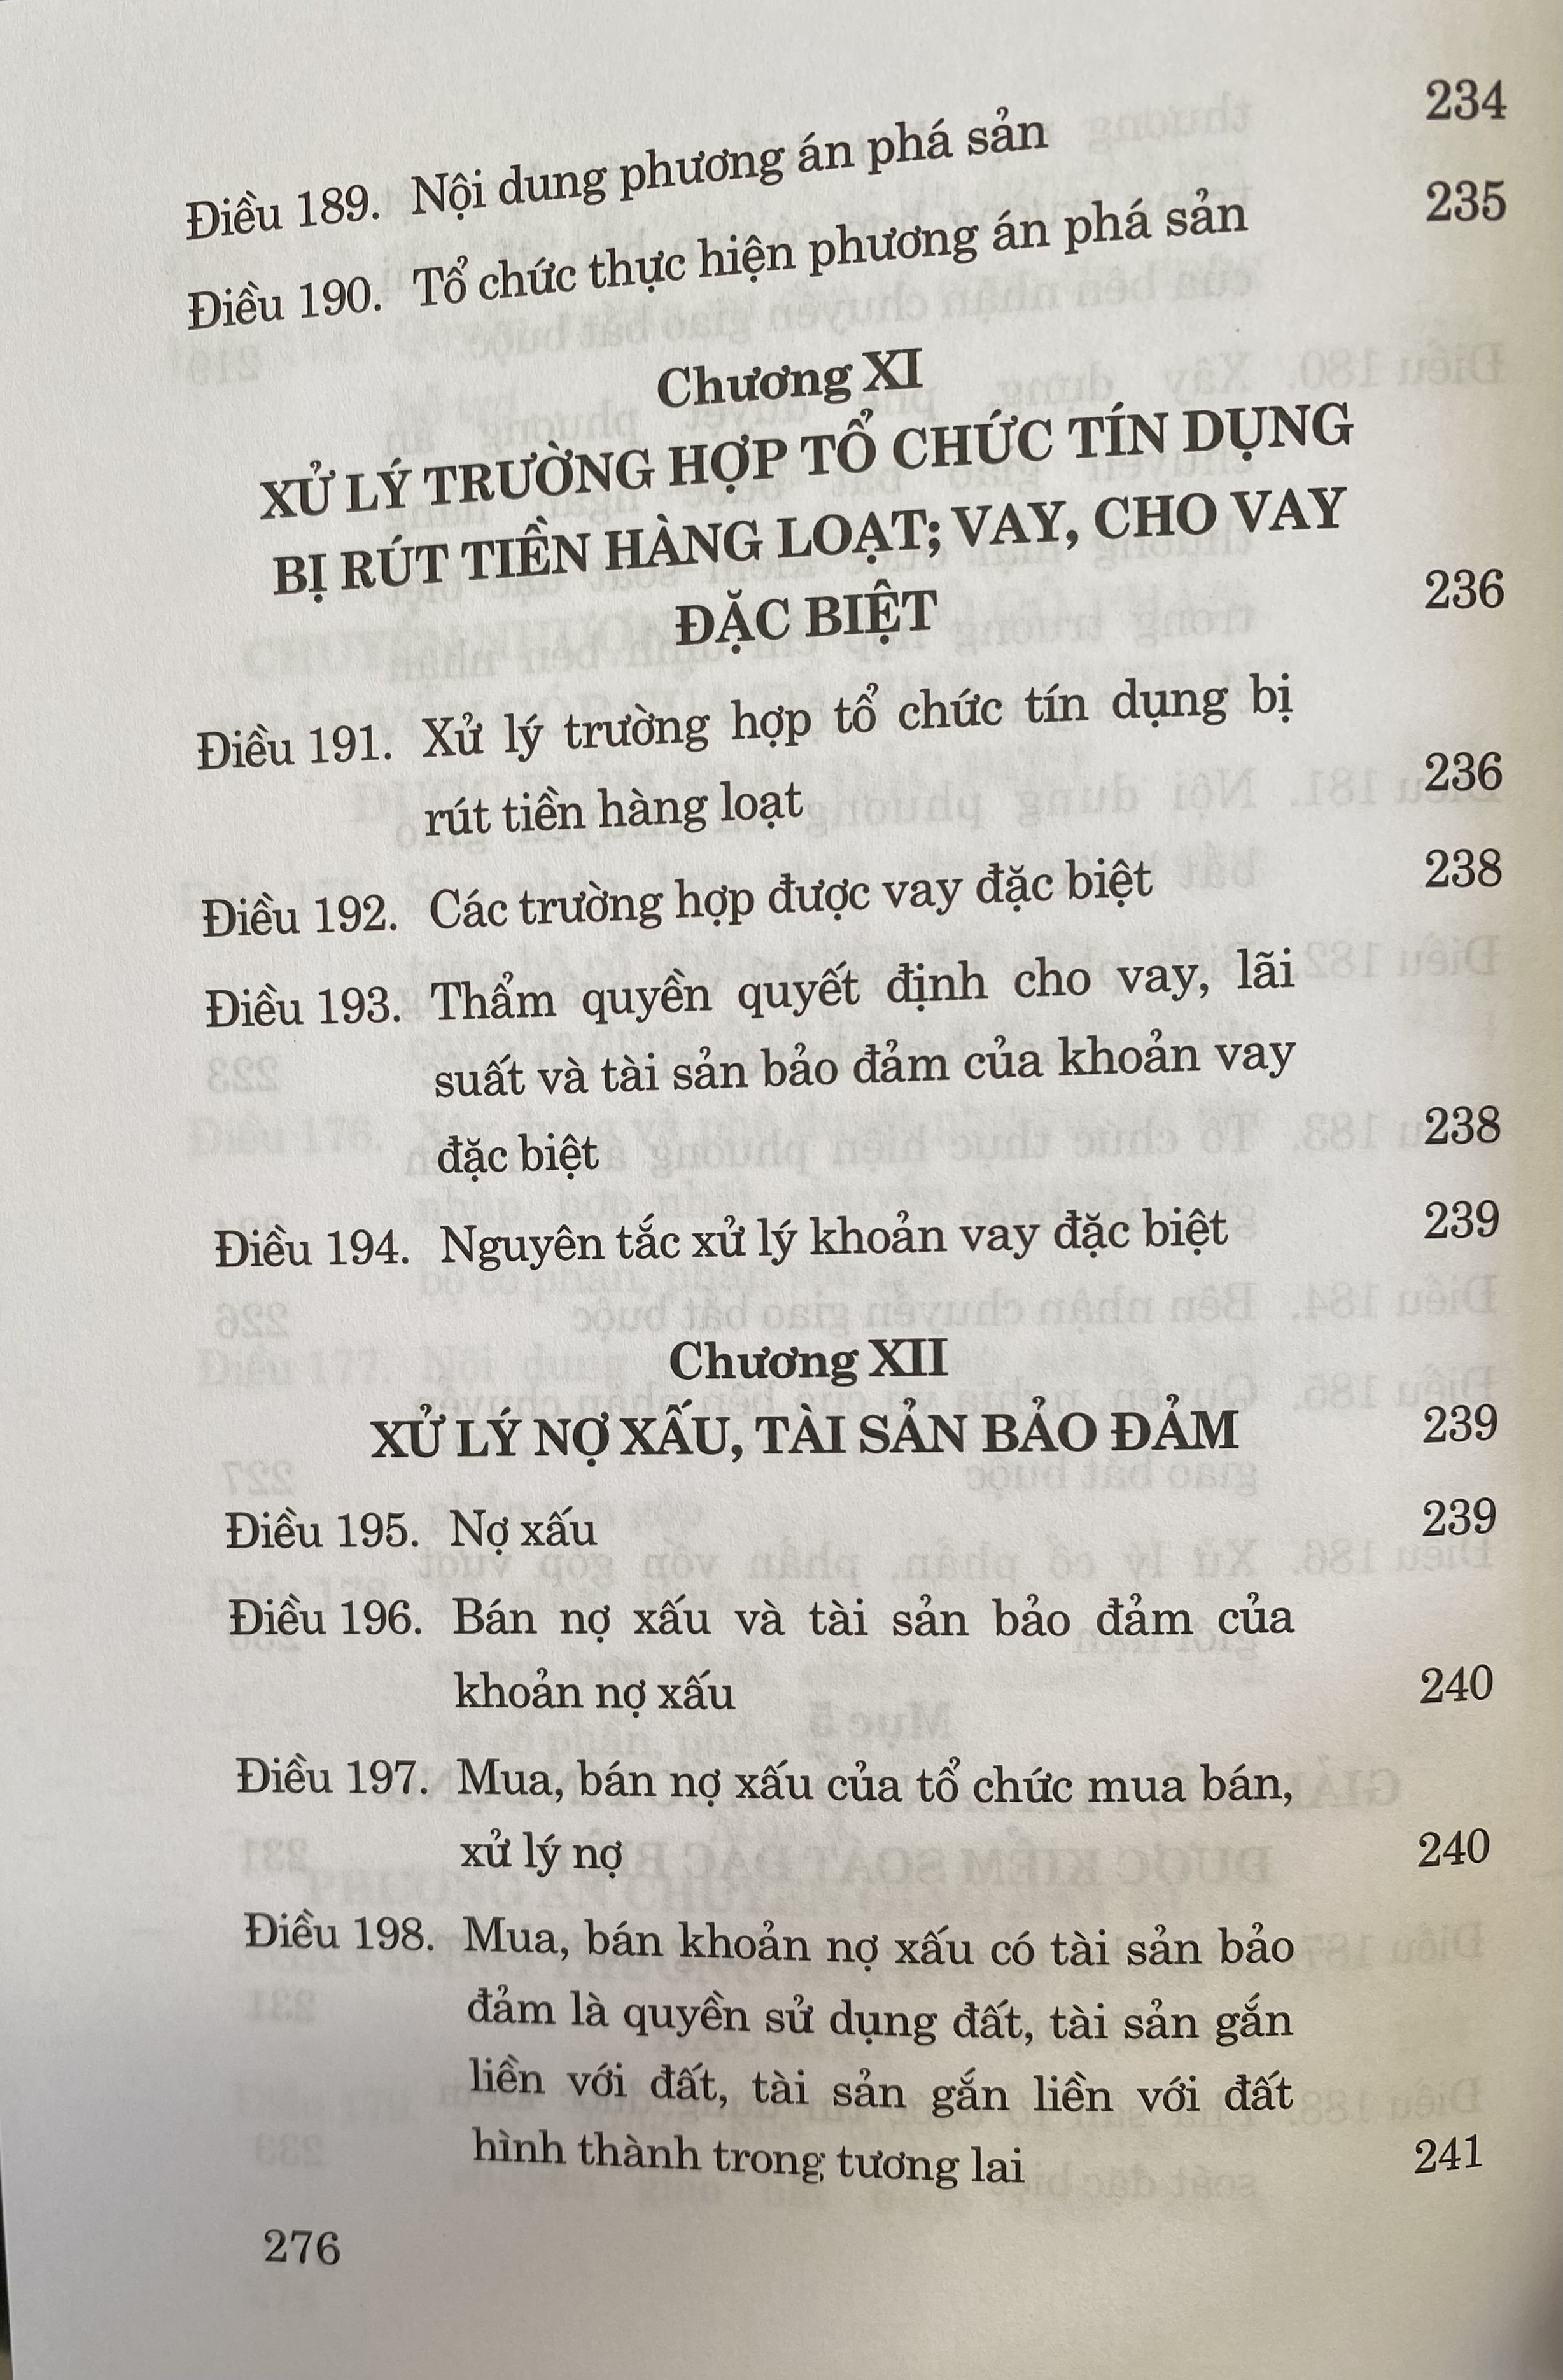 Điều 189. Nội dung phương án phá sản 234
Điều 190. Tổ chức thực hiện phương án phá sản 235
Chương XI
XỬ LÝ TRƯỜNG HỢP TỔ CHỨC TÍN DỤNG
BỊ RÚT TIỀN HÀNG LOẠT; VAY, CHO VAY
ĐẶC BIỆT 236
Điều 191. Xử lý trường hợp tổ chức tín dụng bị
rút tiền hàng loạt 236
Điều 192. Các trường hợp được vay đặc biệt 238
Điều 193. Thẩm quyền quyết định cho vay, lãi
suất và tài sản bảo đảm của khoản vay
đặc biệt 238
Điều 194. Nguyên tắc xử lý khoản vay đặc biệt 239
Chương XII
XỬ LÝ NỢ XẤU, TÀI SẢN BẢO ĐẢM 239
Điều 195. Nợ xấu 239
Điều 196. Bán nợ xấu và tài sản bảo đảm của
khoản nợ xấu 240
Điều 197. Mua, bán nợ xấu của tổ chức mua bán,
xử lý nợ 240
Điều 198. Mua, bán khoản nợ xấu có tài sản bảo
đảm là quyền sử dụng đất, tài sản gắn
liền với đất, tài sản gắn liền với đất
hình thành trong tương lai 241
276